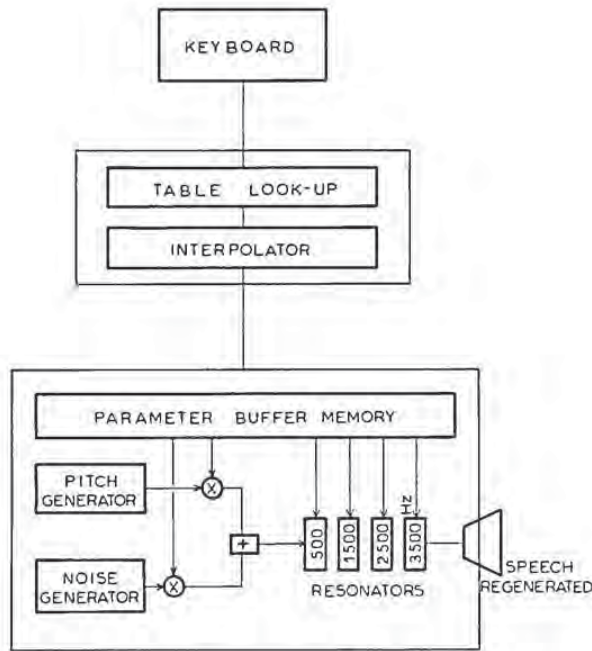 KEYBOARD
TABLE LOOK-UP
INTERPOLATOR
PARAMETER BUFFER MEMORY
PITCH
GENERATOR
X
+
NOISE
GENERATOR
X
500
1500
2500
3500 Hz
RESONATORS
SPEECH
REGENERATED